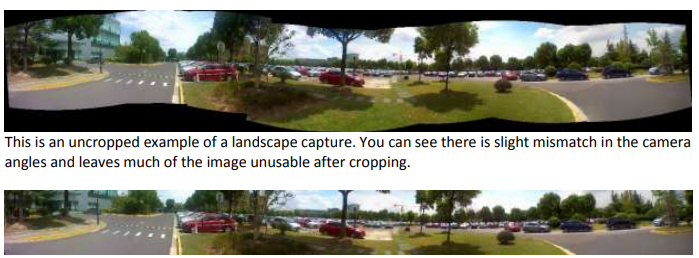 This is an uncropped example of a landscape capture. You can see there is slight mismatch in the camera
angles and leaves much of the image unusable after cropping.